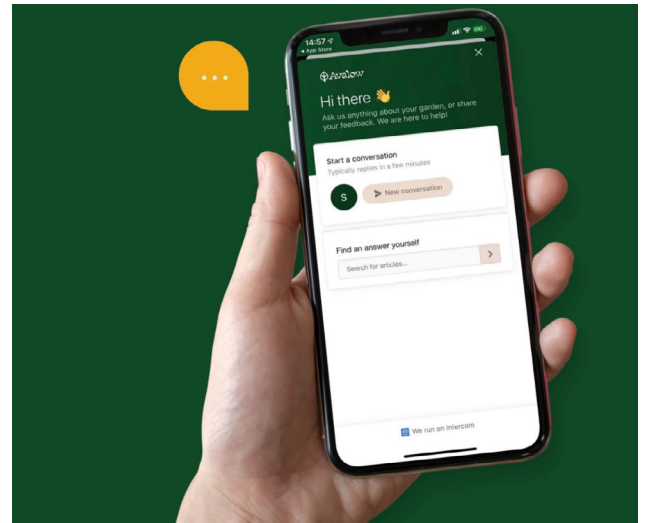 14:57
◂ App Store
Avalow
Hi there 👋
Ask us anything about your garden, or share
your feedback. We are here to help!
Start a conversation
Typically replies in a few minutes
S
New conversation
Find an answer yourself
Search for articles...
We run on Intercom